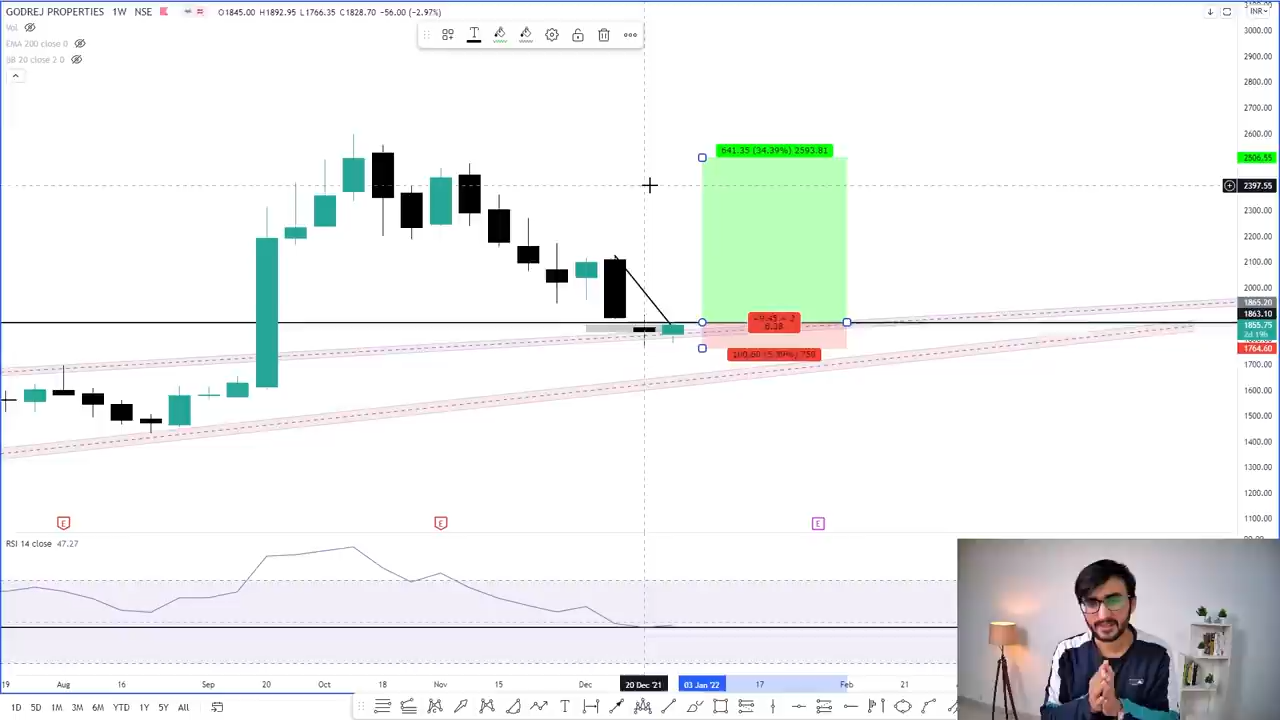 GODREJ PROPERTIES 1W NSE O1845.00 H1892.95 L1766.35 C1828.70 -56.00 (-2.97%)
Vol
EMA 200 close 0
BB 20 close 2 0
INR
3000.00
2900.00
2800.00
2700.00
2600.00
641.35 (34.39%) 2593.81
2506.55
2397.55
2300.00
2200.00
2100.00
2000.00
1865.20
1863.10
1855.75
2d 19h
1764.60
1700.00
1600.00
1500.00
1400.00
1300.00
1200.00
1100.00
E E E
RSI 14 close 47.27
19 Aug 16 Sep 20 Oct 18 Nov 15 Dec 20 Dec '21 03 Jan '22 17 Feb 21
1D 5D 1M 3M 6M YTD 1Y 5Y All